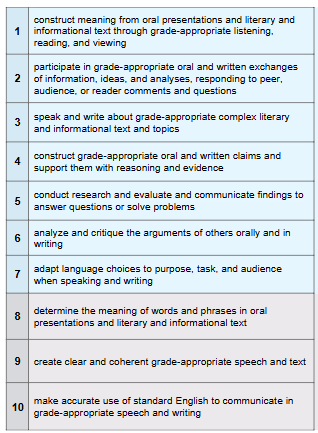 1 construct meaning from oral presentations and literary and
informational text through grade-appropriate listening,
reading, and viewing
2 participate in grade-appropriate oral and written exchanges
of information, ideas, and analyses, responding to peer,
audience, or reader comments and questions
3 speak and write about grade-appropriate complex literary
and informational text and topics
4 construct grade-appropriate oral and written claims and
support them with reasoning and evidence
5 conduct research and evaluate and communicate findings to
answer questions or solve problems
6 analyze and critique the arguments of others orally and in
writing
7 adapt language choices to purpose, task, and audience
when speaking and writing
8 determine the meaning of words and phrases in oral
presentations and literary and informational text
9 create clear and coherent grade-appropriate speech and text
10 make accurate use of standard English to communicate in
grade-appropriate speech and writing